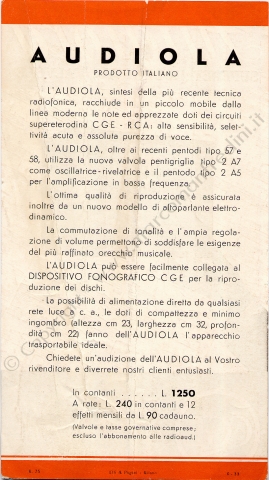 AUDIOLA
PRODOTTO ITALIANO
L'AUDIOLA, sintesi della più recente tecnica
radiofonica, racchiude in un piccolo mobile dalla
linea moderna le note ed apprezzate doti dei circuiti
supereterodina CGE - RCA: alta sensibilità, selet-
tività acuta e assoluta purezza di voce.
L'AUDIOLA, oltre ai recenti pentodi tipo 57 e
58, utilizza la nuova valvola pentigriglia tipo 2 A7
come oscillatrice-rivelatrice e il pentodo tipo 2 A5
per l'amplificazione in bassa frequenza.
L'ottima qualità di riproduzione è assicurata
inoltre da un nuovo modello di altoparlante elettro-
dinamico.
La commutazione di tonalità e l'ampia regola-
zione di volume permettono di soddisfare le esigenze
del più raffinato orecchio musicale.
L'AUDIOLA può essere facilmente collegata al
DISPOSITIVO FONOGRAFICO CGE per la ripro-
duzione dei dischi.
La possibilità di alimentazione diretta da qualsiasi
rete luce a c. a., le doti di compattezza e minimo
ingombro (altezza cm 23, larghezza cm 32, profon-
dità cm 22) fanno dell'AUDIOLA l'apparecchio
trasportabile ideale.
Chiedete un'audizione dell'AUDIOLA al Vostro
rivenditore e diverrete nostri clienti entusiasti.
In contanti . . . . . . L. 1250
A rate: L. 240 in contanti e 12
effetti mensili da L. 90 cadauno.
(Valvole e tasse governative comprese;
escluso l'abbonamento alle radioaud.)